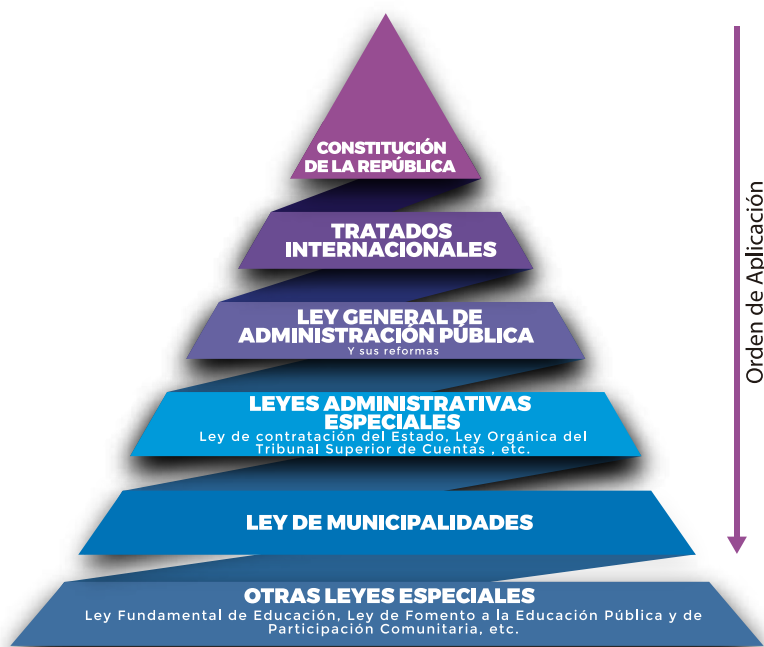 CONSTITUCIÓN
DE LA REPÚBLICA
TRATADOS
INTERNACIONALES
LEY GENERAL DE
ADMINISTRACIÓN PÚBLICA
Y sus reformas
LEYES ADMINISTRATIVAS
ESPECIALES
Ley de contratación del Estado, Ley Orgánica del
Tribunal Superior de Cuentas , etc.
LEY DE MUNICIPALIDADES
OTRAS LEYES ESPECIALES
Ley Fundamental de Educación, Ley de Fomento a la Educación Pública y de
Participación Comunitaria, etc.
Orden de Aplicación